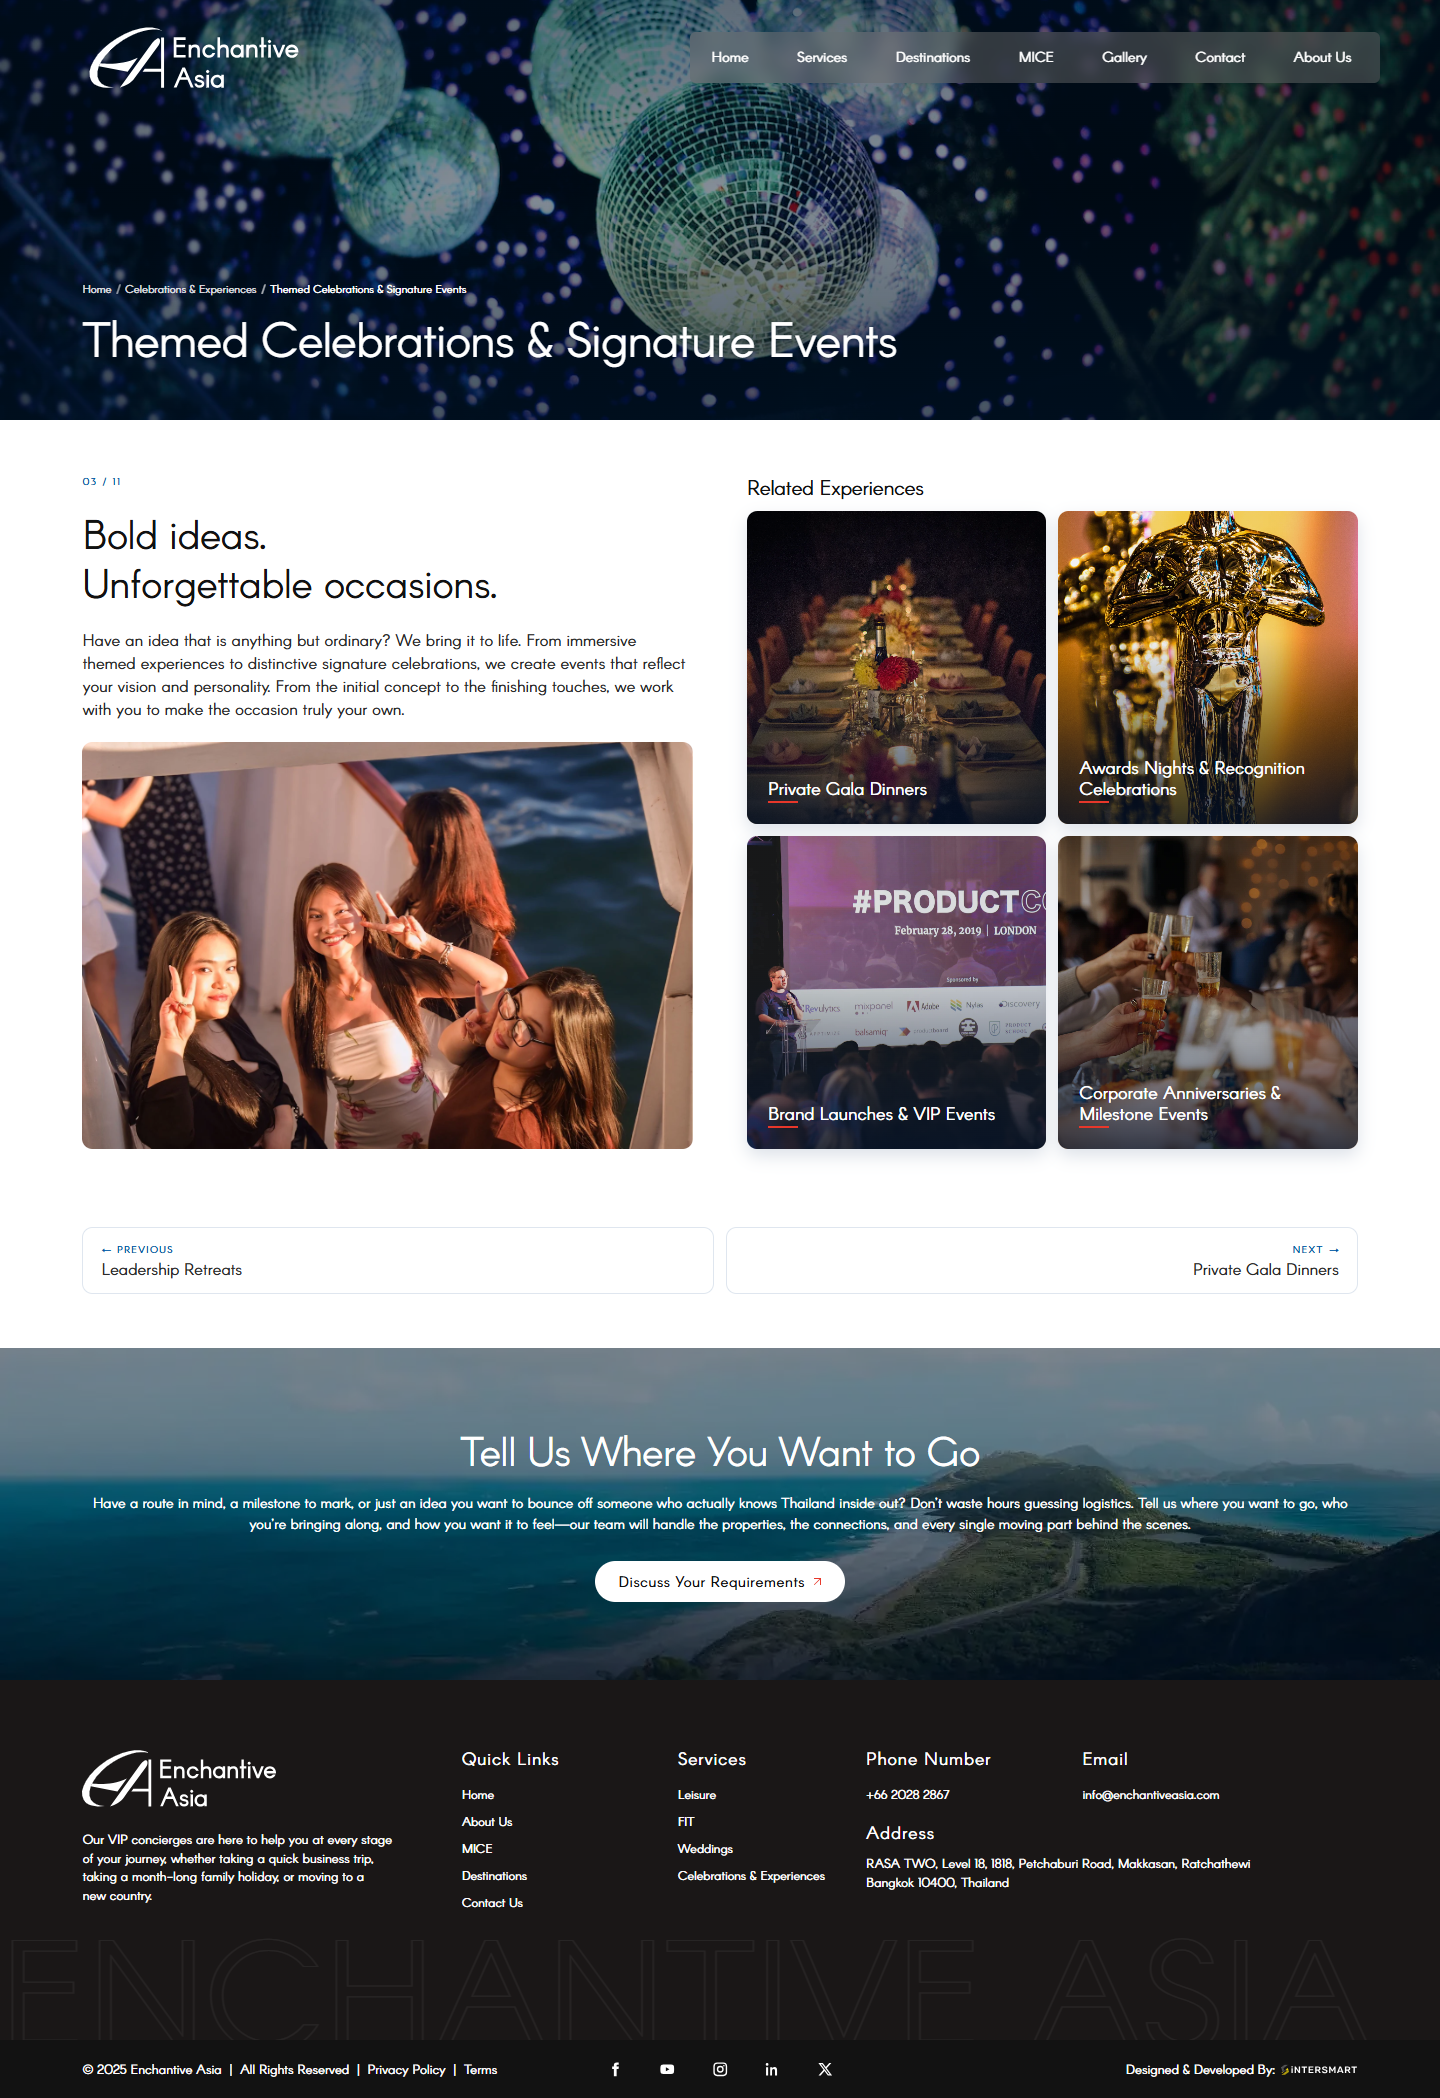 Enchantive
Asia
Home
Services
Destinations
MICE
Gallery
Contact
About Us
Home / Celebrations & Experiences / Themed Celebrations & Signature Events
Themed Celebrations & Signature Events
03 / 11
Bold ideas.
Unforgettable occasions.
Have an idea that is anything but ordinary? We bring it to life. From immersive
themed experiences to distinctive signature celebrations, we create events that reflect
your vision and personality. From the initial concept to the finishing touches, we work
with you to make the occasion truly your own.
Related Experiences
Private Gala Dinners
Awards Nights & Recognition
Celebrations
#PRODUCTCO
February 28, 2019 | LONDON
Sponsored by
Revulytics
mixpanel
Adobe
Nylas
Discovery
balsamiq
productboard
PRODUCT
SCHOOL
Brand Launches & VIP Events
Corporate Anniversaries &
Milestone Events
← PREVIOUS
Leadership Retreats
NEXT →
Private Gala Dinners
Tell Us Where You Want to Go
Have a route in mind, a milestone to mark, or just an idea you want to bounce off someone who actually knows Thailand inside out? Don't waste hours guessing logistics. Tell us where you want to go, who
you're bringing along, and how you want it to feel—our team will handle the properties, the connections, and every single moving part behind the scenes.
Discuss Your Requirements
Enchantive
Asia
Our VIP concierges are here to help you at every stage
of your journey, whether taking a quick business trip,
taking a month-long family holiday, or moving to a
new country.
Quick Links
Home
About Us
MICE
Destinations
Contact Us
Services
Leisure
FIT
Weddings
Celebrations & Experiences
Phone Number
+66 2028 2867
Email
info@enchantiveasia.com
Address
RASA TWO, Level 18, 1818, Petchaburi Road, Makkasan, Ratchathewi
Bangkok 10400, Thailand
ENCHANTIVE ASIA
© 2025 Enchantive Asia | All Rights Reserved | Privacy Policy | Terms
Designed & Developed By: INTERSMART